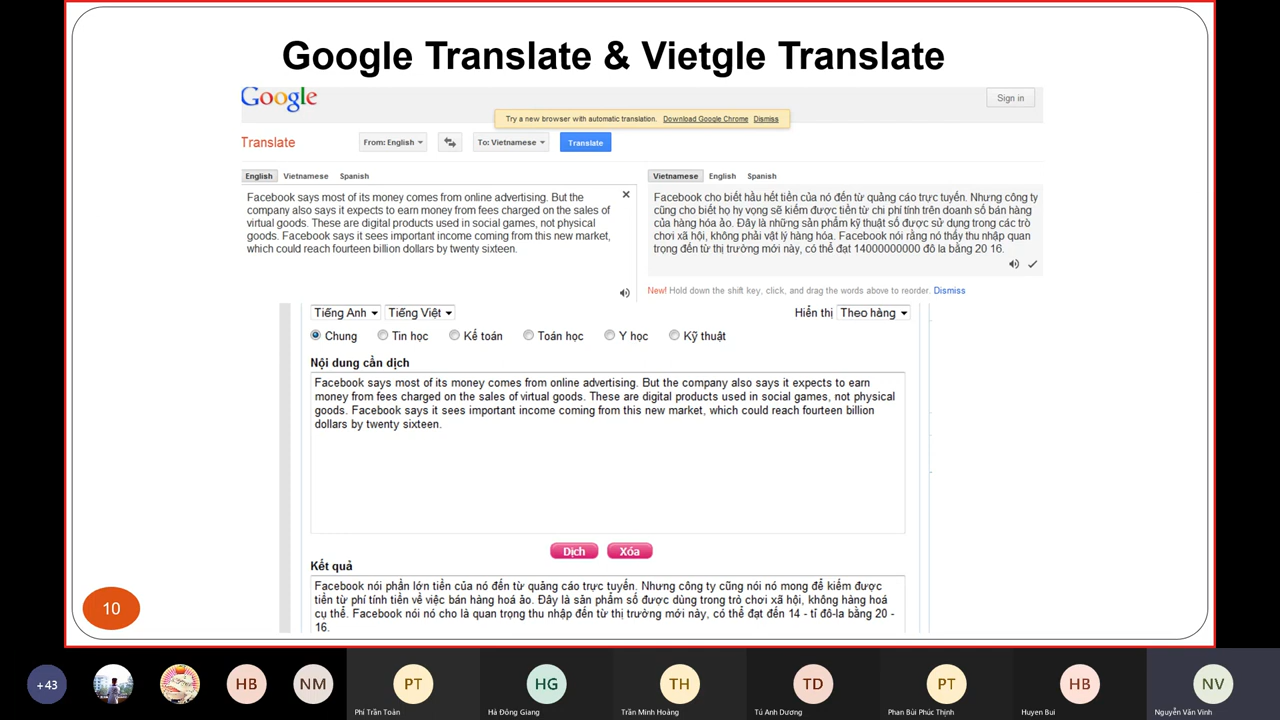 Google Translate & Vietgle Translate
Google
Sign in
Try a new browser with automatic translation. Download Google Chrome Dismiss
Translate
From: English
To: Vietnamese
Translate
English Vietnamese Spanish
Facebook says most of its money comes from online advertising. But the
company also says it expects to earn money from fees charged on the sales of
virtual goods. These are digital products used in social games, not physical
goods. Facebook says it sees important income coming from this new market,
which could reach fourteen billion dollars by twenty sixteen.
Vietnamese English Spanish
Facebook cho biết hầu hết tiền của nó đến từ quảng cáo trực tuyến. Nhưng công ty
cũng cho biết họ hy vọng sẽ kiếm được tiền từ chi phí tính trên doanh số bán hàng
của hàng hóa ảo. Đây là những sản phẩm kỹ thuật số được sử dụng trong các trò
chơi xã hội, không phải vật lý hàng hóa. Facebook nói rằng nó thấy thu nhập quan
trọng đến từ thị trường mới này, có thể đạt 14000000000 đô la bằng 20 16.
New! Hold down the shift key, click, and drag the words above to reorder. Dismiss
Tiếng Anh Tiếng Việt
Hiển thị Theo hàng
Chung Tin học Kế toán Toán học Y học Kỹ thuật
Nội dung cần dịch
Facebook says most of its money comes from online advertising. But the company also says it expects to earn
money from fees charged on the sales of virtual goods. These are digital products used in social games, not physical
goods. Facebook says it sees important income coming from this new market, which could reach fourteen billion
dollars by twenty sixteen.
Dịch Xóa
Kết quả
Facebook nói phần lớn tiền của nó đến từ quảng cáo trực tuyến. Nhưng công ty cũng nói nó mong để kiếm được
tiền từ phí tính tiền về việc bán hàng hoá ảo. Đây là sản phẩm số được dùng trong trò chơi xã hội, không hàng hoá
cụ thể. Facebook nói nó cho là quan trọng thu nhập đến từ thị trường mới này, có thể đạt đến 14 - tỉ đô-la bằng 20 -
16.
10
+43
HB
NM
PT
HG
TH
TD
PT
HB
NV
Phí Trần Toàn
Hà Đông Giang
Trần Minh Hoàng
Tú Anh Dương
Phan Bùi Phúc Thịnh
Huyen Bui
Nguyễn Văn Vinh